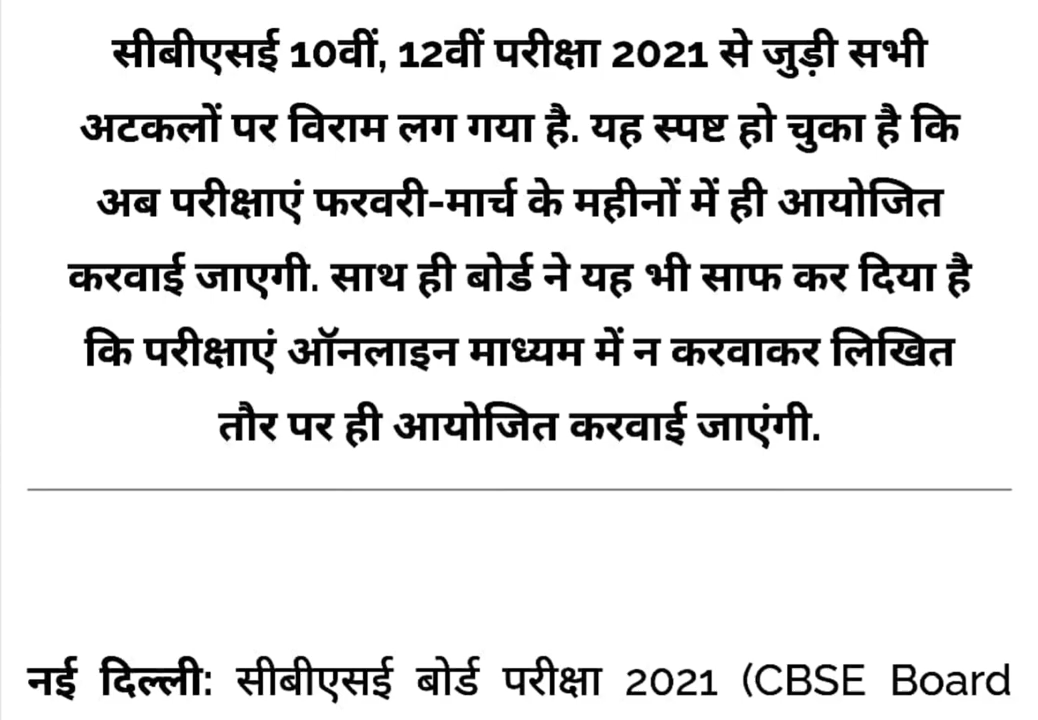 सीबीएसई 10वीं, 12वीं परीक्षा 2021 से जुड़ी सभी
अटकलों पर विराम लग गया है. यह स्पष्ट हो चुका है कि
अब परीक्षाएं फरवरी-मार्च के महीनों में ही आयोजित
करवाई जाएगी. साथ ही बोर्ड ने यह भी साफ कर दिया है
कि परीक्षाएं ऑनलाइन माध्यम में न करवाकर लिखित
तौर पर ही आयोजित करवाई जाएंगी.
नई दिल्ली: सीबीएसई बोर्ड परीक्षा 2021 (CBSE Board